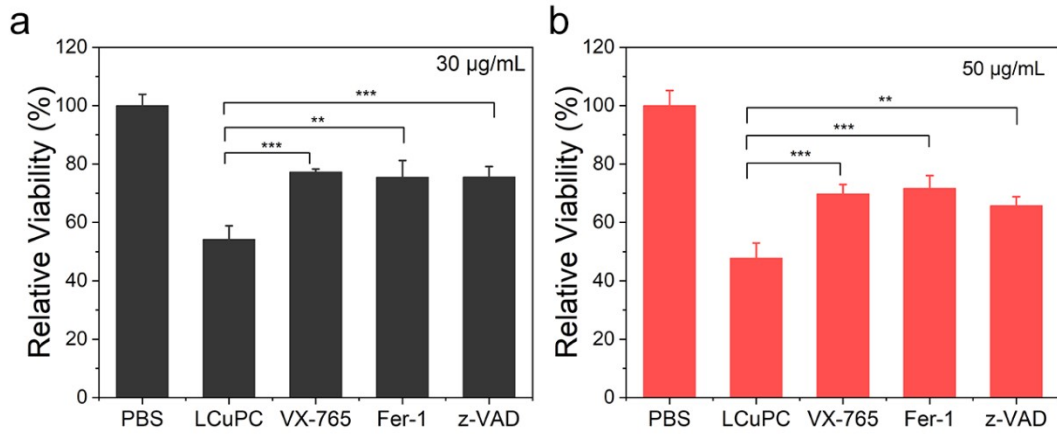 a
30 µg/mL
Relative Viability (%)
120
100
80
60
40
20
0
***
**
***
PBS LCuPC VX-765 Fer-1 z-VAD
b
50 µg/mL
Relative Viability (%)
120
100
80
60
40
20
0
**
***
***
PBS LCuPC VX-765 Fer-1 z-VAD